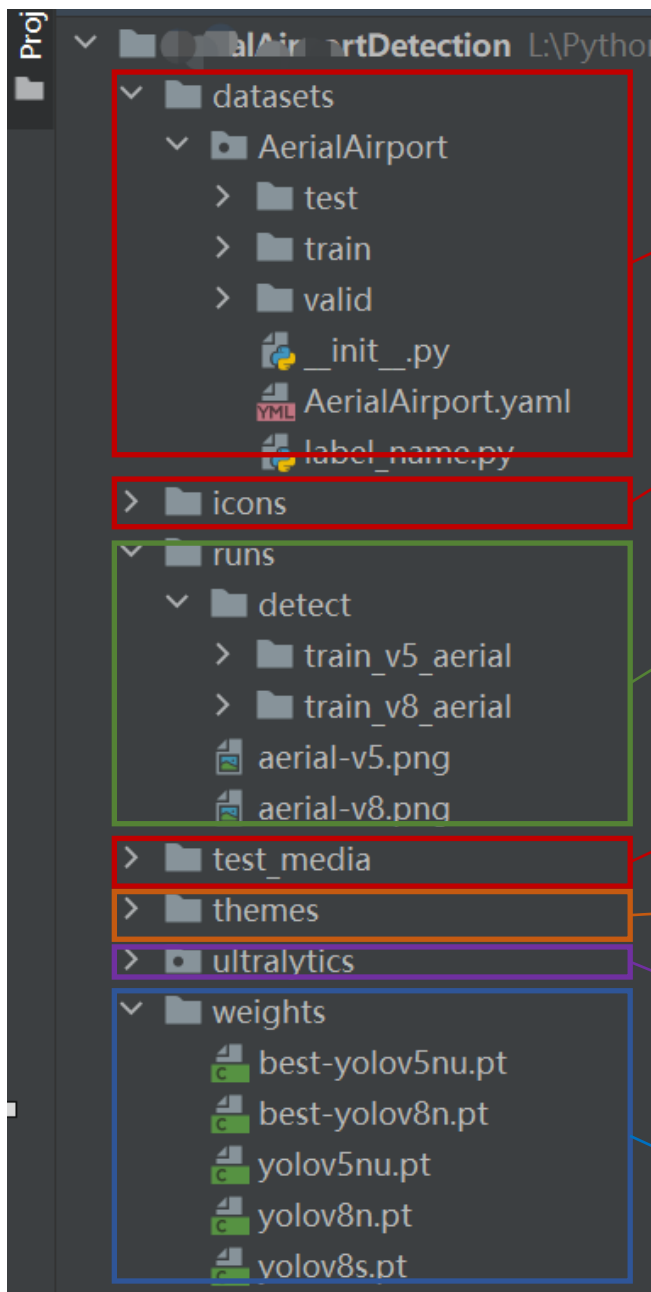 Proj
rtDetection L:\Pytho
datasets
AerialAirport
test
train
valid
__init__.py
YML AerialAirport.yaml
label_name.py
icons
runs
detect
train_v5_aerial
train_v8_aerial
aerial-v5.png
aerial-v8.png
test_media
themes
ultralytics
weights
C best-yolov5nu.pt
C best-yolov8n.pt
C yolov5nu.pt
C yolov8n.pt
C yolov8s.pt